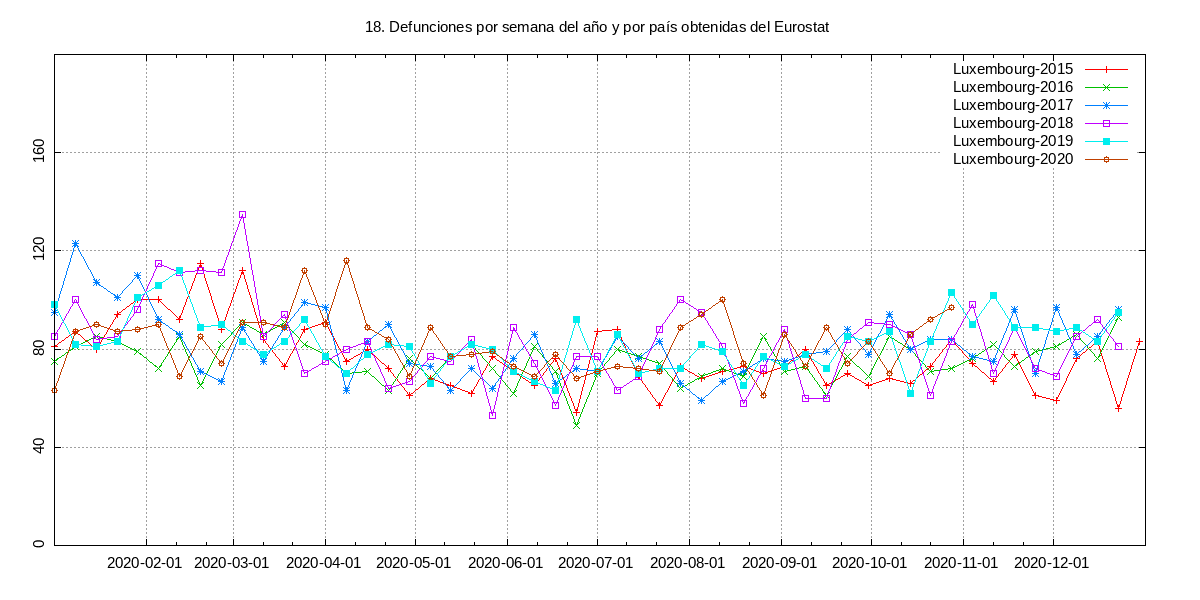 18. Defunciones por semana del año y por país obtenidas del Eurostat
Luxembourg-2015
Luxembourg-2016
Luxembourg-2017
Luxembourg-2018
Luxembourg-2019
Luxembourg-2020
160
120
80
40
0
2020-02-01 2020-03-01 2020-04-01 2020-05-01 2020-06-01 2020-07-01 2020-08-01 2020-09-01 2020-10-01 2020-11-01 2020-12-01